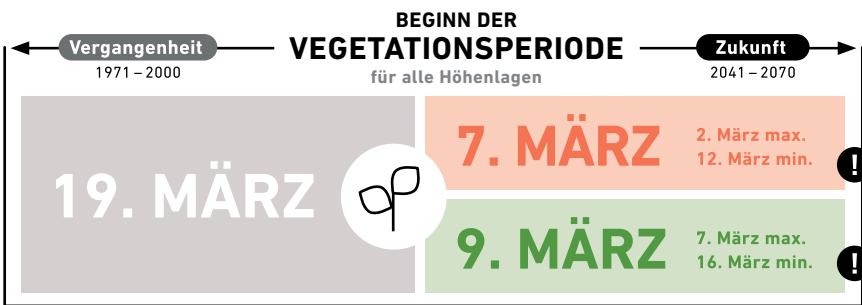 BEGINN DER
VEGETATIONSPERIODE
für alle Höhenlagen
Vergangenheit
1971 – 2000
Zukunft
2041 – 2070
19. MÄRZ
7. MÄRZ
2. März max.
12. März min.
!
9. MÄRZ
7. März max.
16. März min.
!